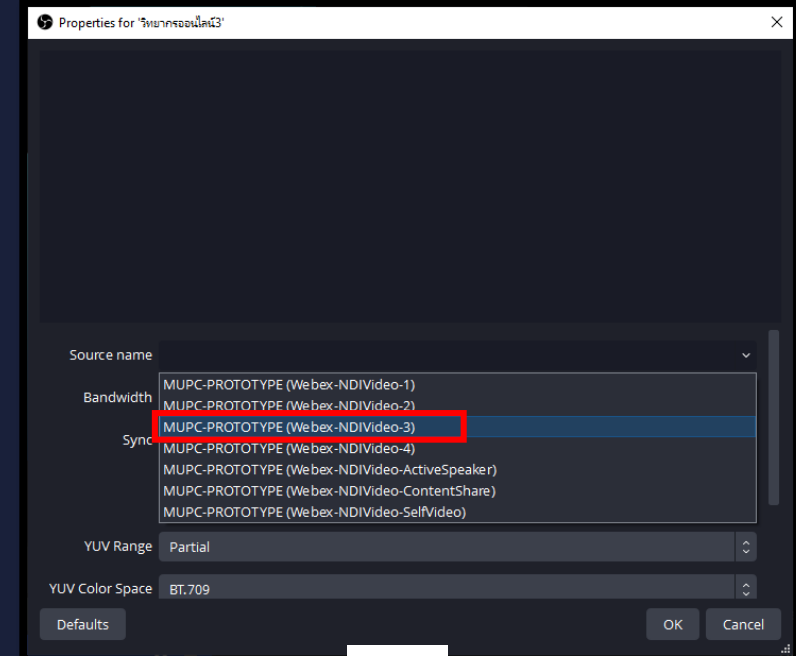 Properties for 'วิทยากรออนไลน์3'
Source name
MUPC-PROTOTYPE (Webex-NDIVideo-1)
Bandwidth
MUPC-PROTOTYPE (Webex-NDIVideo-2)
MUPC-PROTOTYPE (Webex-NDIVideo-3)
Sync
MUPC-PROTOTYPE (Webex-NDIVideo-4)
MUPC-PROTOTYPE (Webex-NDIVideo-ActiveSpeaker)
MUPC-PROTOTYPE (Webex-NDIVideo-ContentShare)
MUPC-PROTOTYPE (Webex-NDIVideo-SelfVideo)
YUV Range Partial
YUV Color Space BT.709
Defaults OK Cancel